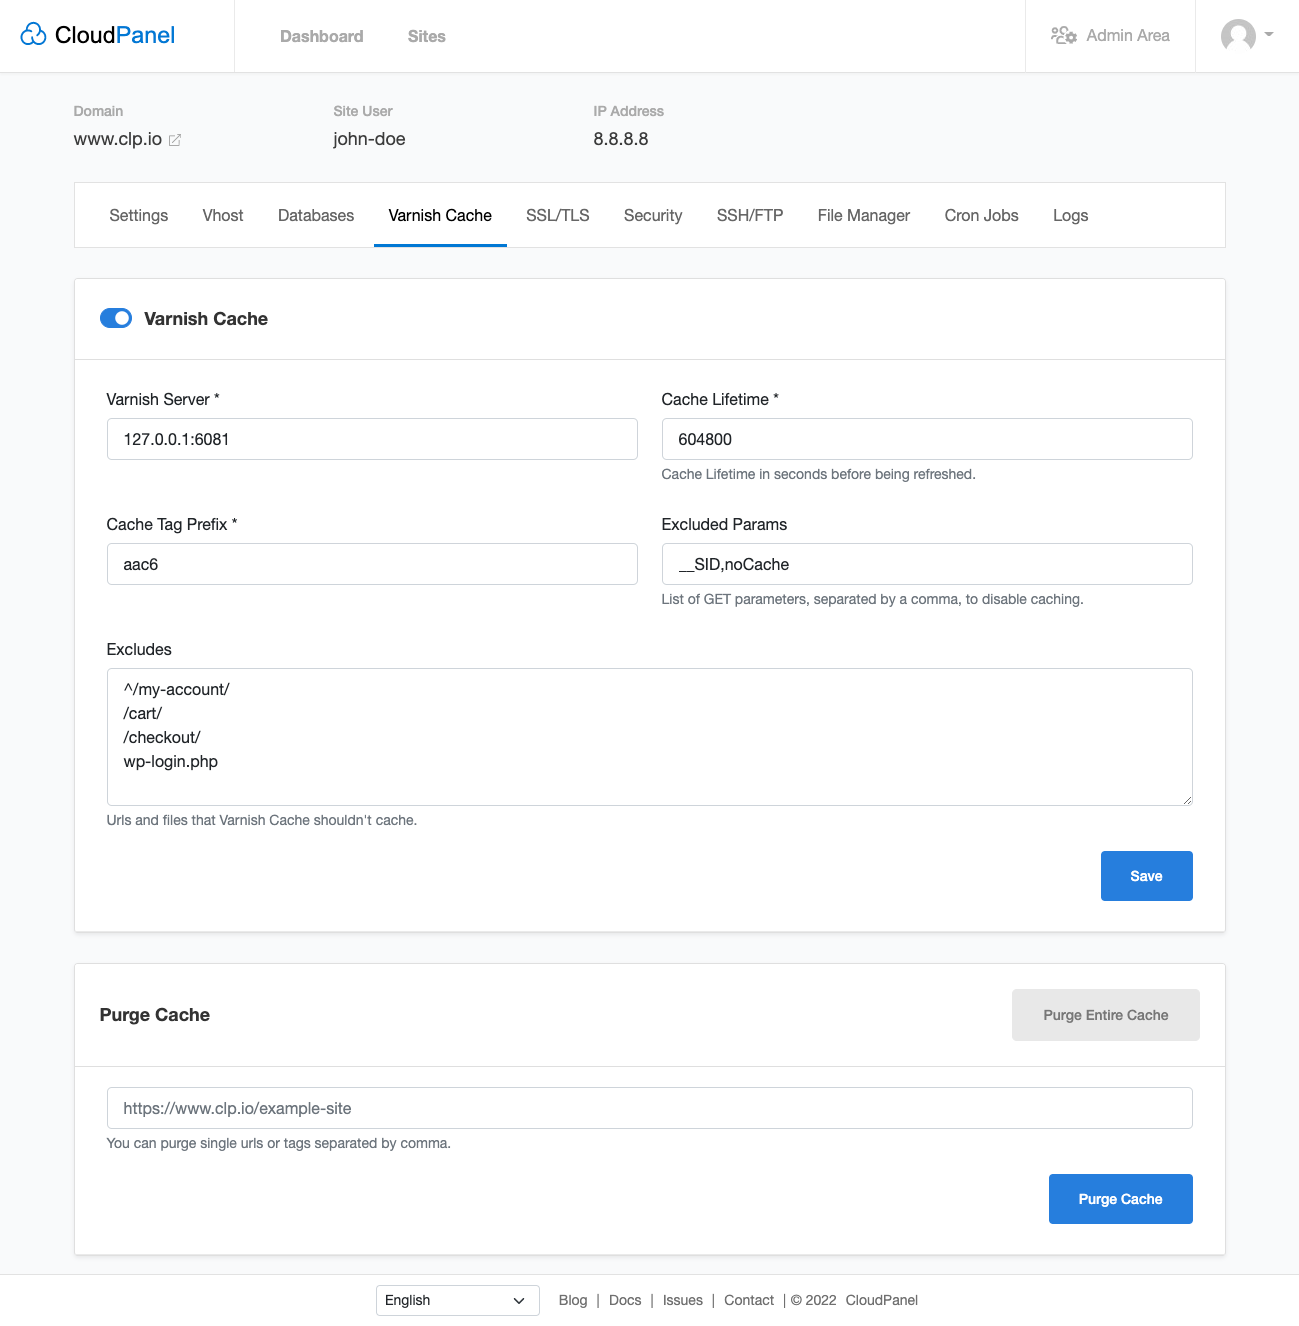 CloudPanel
Dashboard Sites Admin Area
Domain Site User IP Address
www.clp.io john-doe 8.8.8.8
Settings Vhost Databases Varnish Cache SSL/TLS Security SSH/FTP File Manager Cron Jobs Logs
Varnish Cache
Varnish Server * Cache Lifetime *
127.0.0.1:6081 604800
Cache Lifetime in seconds before being refreshed.
Cache Tag Prefix * Excluded Params
aac6 __SID,noCache
List of GET parameters, separated by a comma, to disable caching.
Excludes
^/my-account/
/cart/
/checkout/
wp-login.php
Urls and files that Varnish Cache shouldn't cache.
Save
Purge Cache Purge Entire Cache
https://www.clp.io/example-site
You can purge single urls or tags separated by comma.
Purge Cache
English Blog | Docs | Issues | Contact | © 2022 CloudPanel